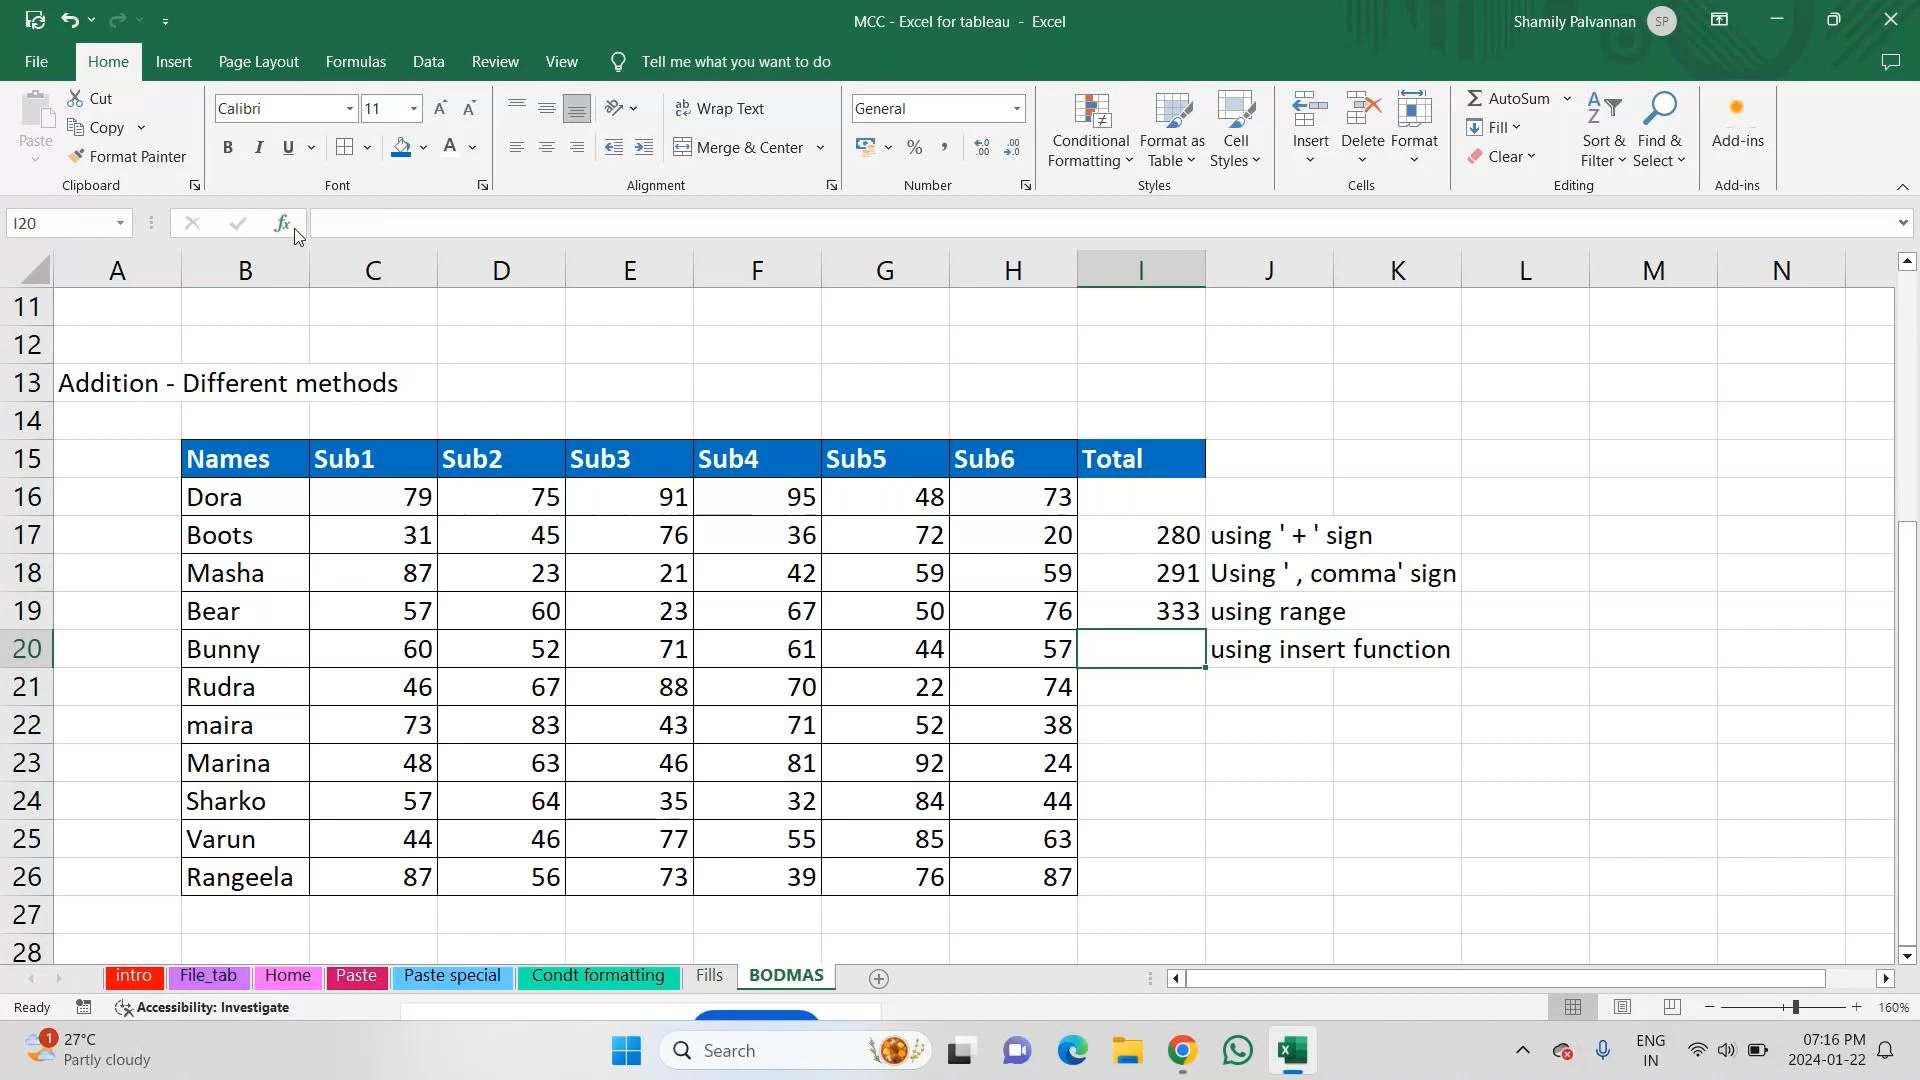 MCC - Excel for tableau - Excel
Shamily Palvannan SP
File Home Insert Page Layout Formulas Data Review View Tell me what you want to do
Paste
Cut
Copy
Format Painter
Clipboard
Calibri 11
B I U
Font
Wrap Text
Merge & Center
Alignment
General
Number
Conditional Formatting
Format as Table
Cell Styles
Styles
Insert Delete Format
Cells
AutoSum
Fill
Clear
Sort & Filter
Find & Select
Editing
Add-ins
Add-ins
I20 fx
A B C D E F G H I J K L M N
11
12
13 Addition - Different methods
14
15 Names Sub1 Sub2 Sub3 Sub4 Sub5 Sub6 Total
16 Dora 79 75 91 95 48 73
17 Boots 31 45 76 36 72 20 280 using ' + ' sign
18 Masha 87 23 21 42 59 59 291 Using ' , comma' sign
19 Bear 57 60 23 67 50 76 333 using range
20 Bunny 60 52 71 61 44 57 using insert function
21 Rudra 46 67 88 70 22 74
22 maira 73 83 43 71 52 38
23 Marina 48 63 46 81 92 24
24 Sharko 57 64 35 32 84 44
25 Varun 44 46 77 55 85 63
26 Rangeela 87 56 73 39 76 87
27
28
intro File_tab Home Paste Paste special Condt formatting Fills BODMAS
Ready Accessibility: Investigate 160%
1 27°C
Partly cloudy
Search
ENG
IN
07:16 PM
2024-01-22